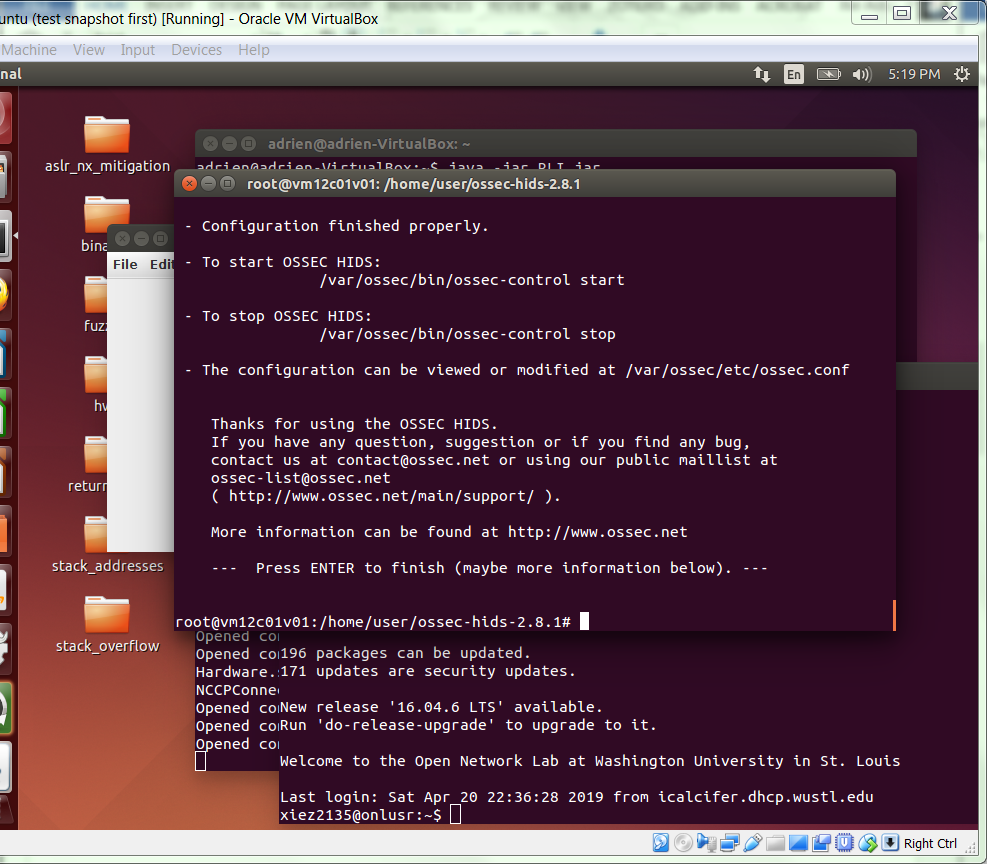 untu (test snapshot first) [Running] - Oracle VM VirtualBox
Machine View Input Devices Help
nal
En
5:19 PM
aslr_nx_mitigation
adrien@adrien-VirtualBox: ~
adrien@adrien-VirtualBox:~$ java -jar RLI.jar
root@vm12c01v01: /home/user/ossec-hids-2.8.1
bina
File Edit
fuzz
hv
return
stack_addresses
stack_overflow
- Configuration finished properly.
- To start OSSEC HIDS:
/var/ossec/bin/ossec-control start
- To stop OSSEC HIDS:
/var/ossec/bin/ossec-control stop
- The configuration can be viewed or modified at /var/ossec/etc/ossec.conf
Thanks for using the OSSEC HIDS.
If you have any question, suggestion or if you find any bug,
contact us at contact@ossec.net or using our public maillist at
ossec-list@ossec.net
( http://www.ossec.net/main/support/ ).
More information can be found at http://www.ossec.net
--- Press ENTER to finish (maybe more information below). ---
root@vm12c01v01:/home/user/ossec-hids-2.8.1#
Opened con
Opened con
Hardware.
NCCPConne
Opened con
Opened con
Opened con
196 packages can be updated.
171 updates are security updates.
New release '16.04.6 LTS' available.
Run 'do-release-upgrade' to upgrade to it.
Welcome to the Open Network Lab at Washington University in St. Louis
Last login: Sat Apr 20 22:36:28 2019 from icalcifer.dhcp.wustl.edu
xiez2135@onlusr:~$
Right Ctrl